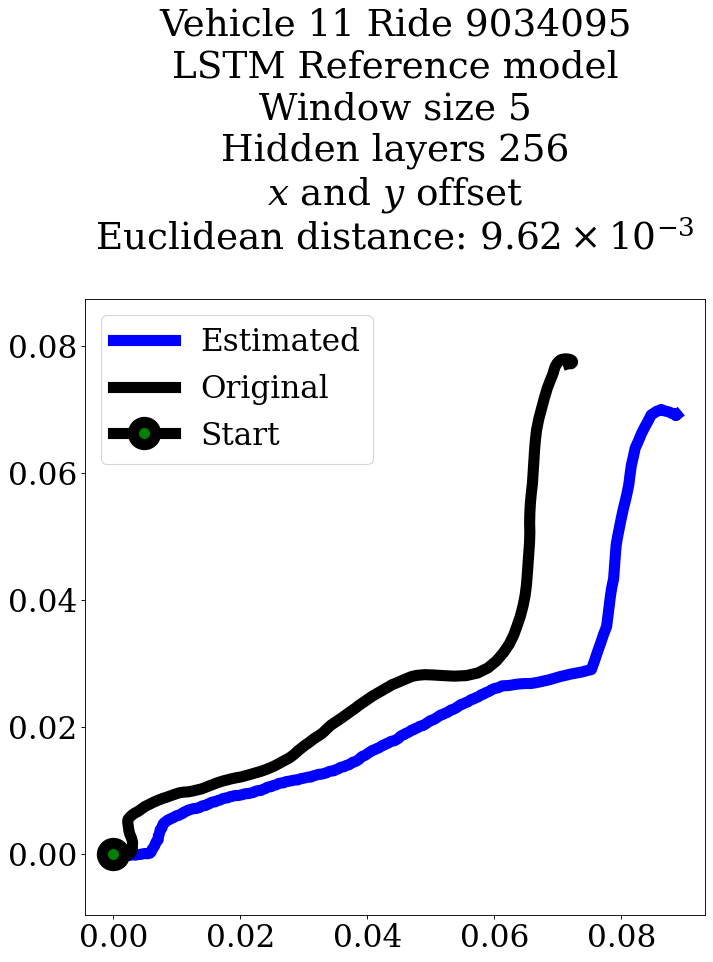 Vehicle 11 Ride 9034095
LSTM Reference model
Window size 5
Hidden layers 256
x and y offset
Euclidean distance: 9.62 × 10⁻³
Estimated
Original
Start
0.08
0.06
0.04
0.02
0.00
0.00 0.02 0.04 0.06 0.08